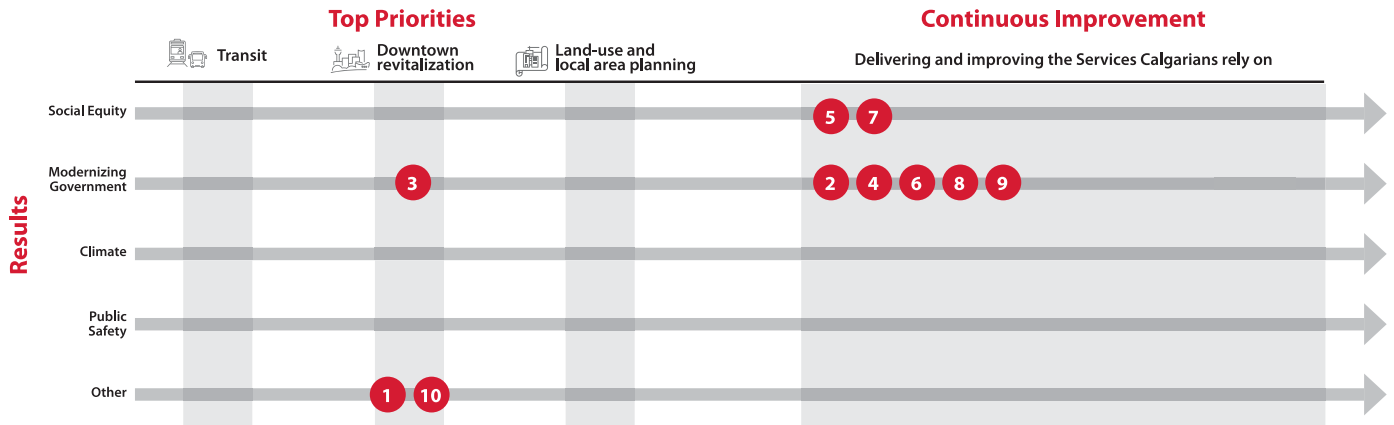 Top Priorities
Continuous Improvement
Transit
Downtown
revitalization
Land-use and
local area planning
Delivering and improving the Services Calgarians rely on
Results
Social Equity
5 7
Modernizing
Government
3 2 4 6 8 9
Climate
Public
Safety
Other
1 10